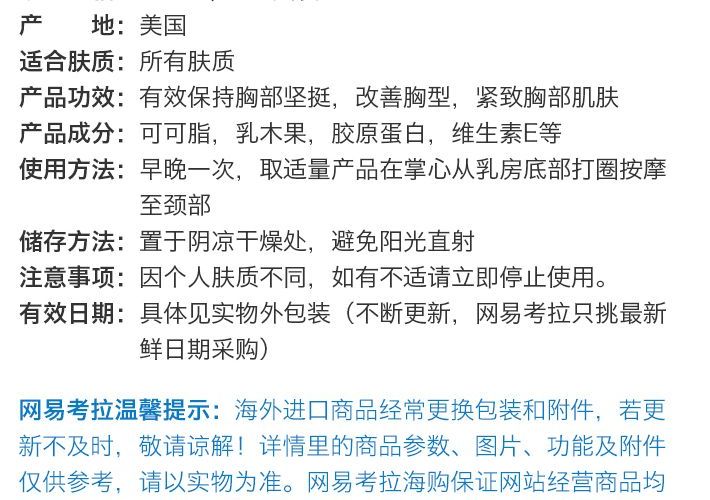 产 地：美国
适合肤质：所有肤质
产品功效：有效保持胸部坚挺，改善胸型，紧致胸部肌肤
产品成分：可可脂，乳木果，胶原蛋白，维生素E等
使用方法：早晚一次，取适量产品在掌心从乳房底部打圈按摩
至颈部
储存方法：置于阴凉干燥处，避免阳光直射
注意事项：因个人肤质不同，如有不适请立即停止使用。
有效日期：具体见实物外包装（不断更新，网易考拉只挑最新
鲜日期采购）
网易考拉温馨提示：海外进口商品经常更换包装和附件，若更
新不及时，敬请谅解！详情里的商品参数、图片、功能及附件
仅供参考，请以实物为准。网易考拉海购保证网站经营商品均